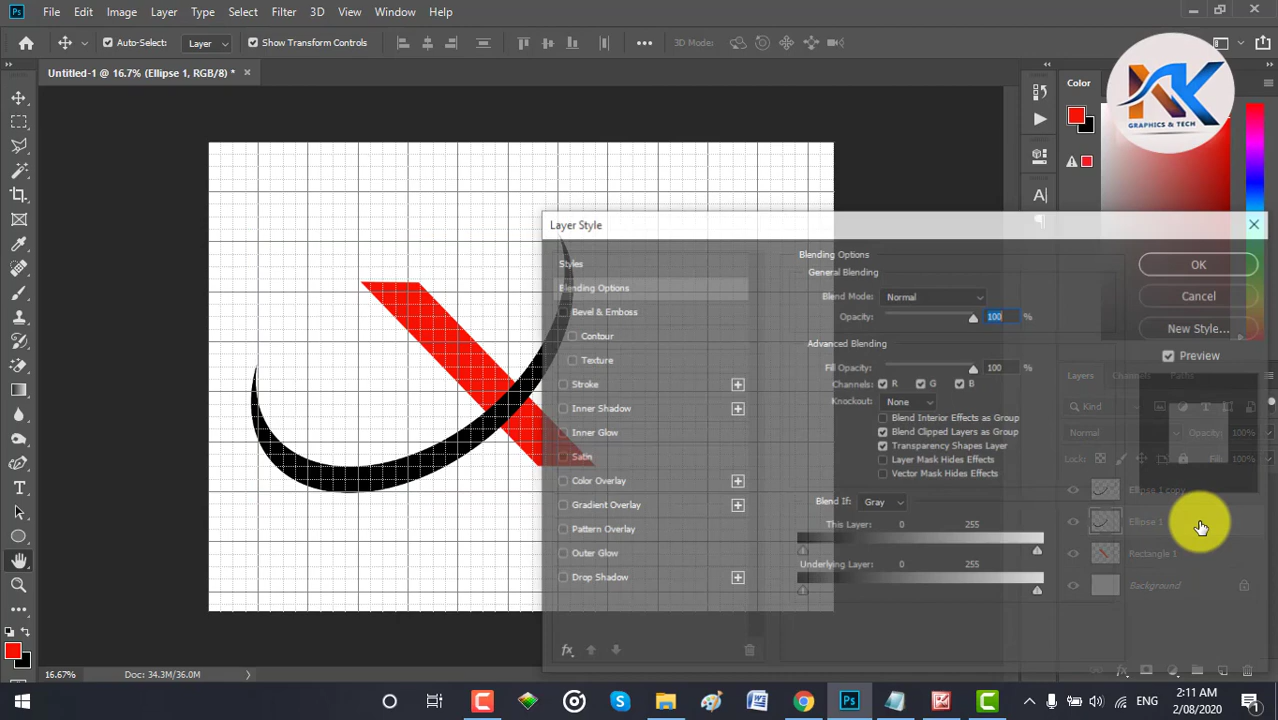 Ps File Edit Image Layer Type Select Filter 3D View Window Help
Auto-Select: Layer Show Transform Controls 3D Mode:
Untitled-1 @ 16.7% (Ellipse 1, RGB/8) * ×
Color
NK
GRAPHICS & TECH
Layer Style
Styles
Blending Options
Bevel & Emboss
Contour
Texture
Stroke
Inner Shadow
Inner Glow
Satin
Color Overlay
Gradient Overlay
Pattern Overlay
Outer Glow
Drop Shadow
fx
Blending Options
General Blending
Blend Mode: Normal
Opacity: 100 %
Advanced Blending
Fill Opacity: 100 %
Channels: R G B
Knockout: None
Blend Interior Effects as Group
Blend Clipped Layers as Group
Transparency Shapes Layer
Layer Mask Hides Effects
Vector Mask Hides Effects
Blend If: Gray
This Layer: 0 255
Underlying Layer: 0 255
OK
Cancel
New Style...
Preview
Layers Channels Paths
Kind
Normal Opacity: 100%
Lock: Fill: 100%
Ellipse 1 copy
Ellipse 1
Rectangle 1
Background
16.67% Doc: 34.3M/36.0M
ENG
2:11 AM
2/08/2020